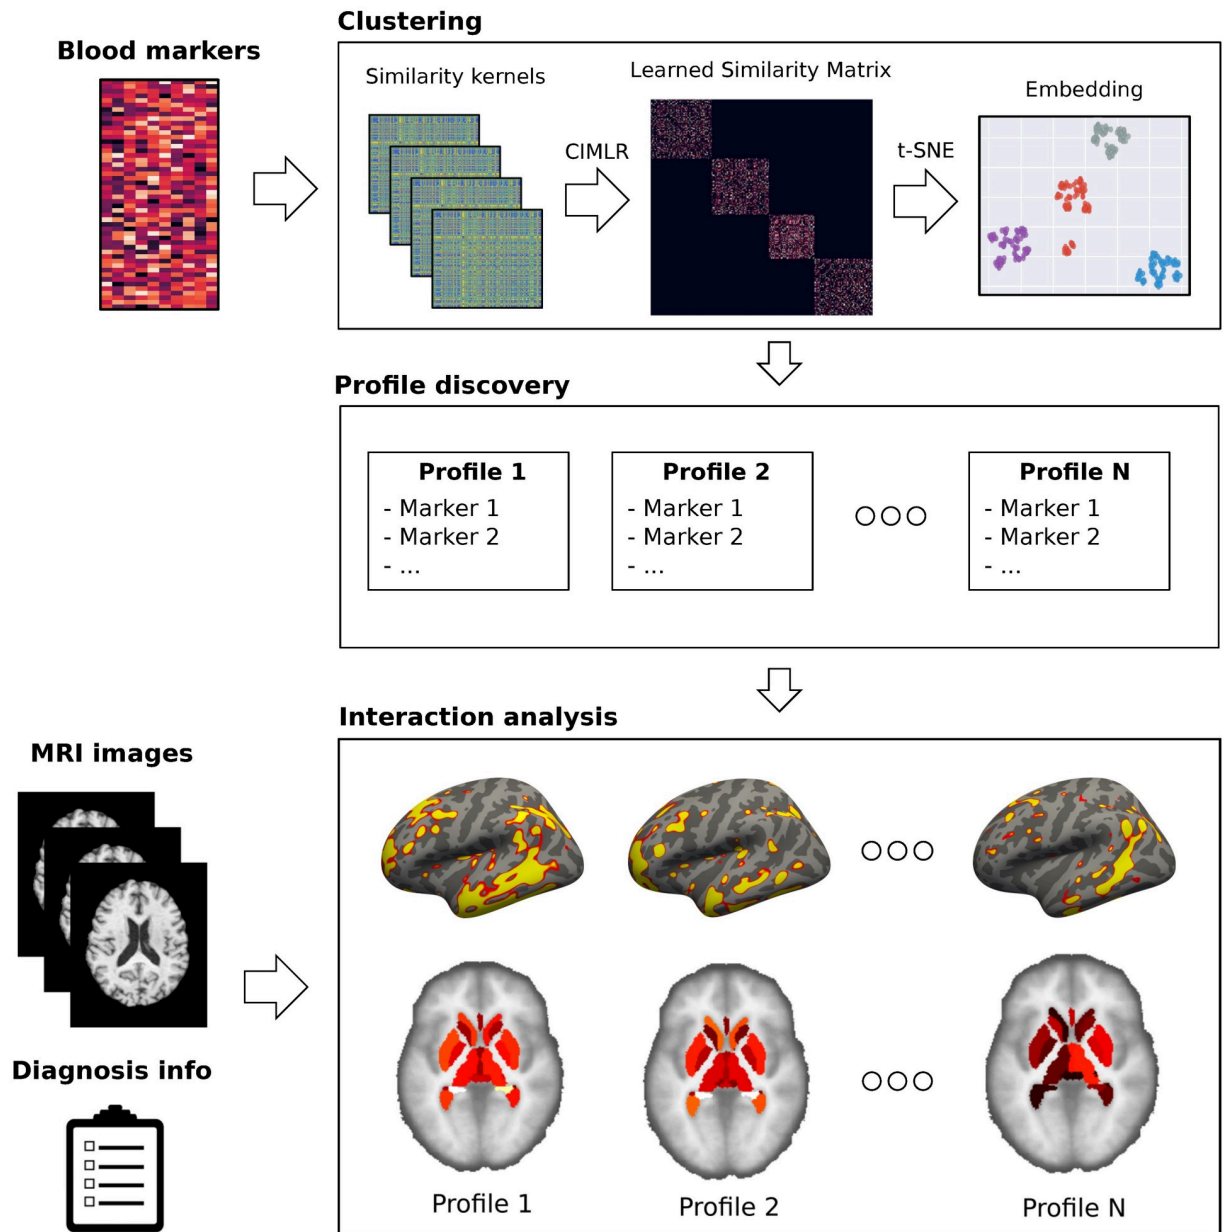 Clustering
Blood markers
Similarity kernels
Learned Similarity Matrix
Embedding
CIMLR
t-SNE
Profile discovery
Profile 1
- Marker 1
- Marker 2
- ...
Profile 2
- Marker 1
- Marker 2
- ...
Profile N
- Marker 1
- Marker 2
- ...
Interaction analysis
MRI images
Diagnosis info
Profile 1
Profile 2
Profile N